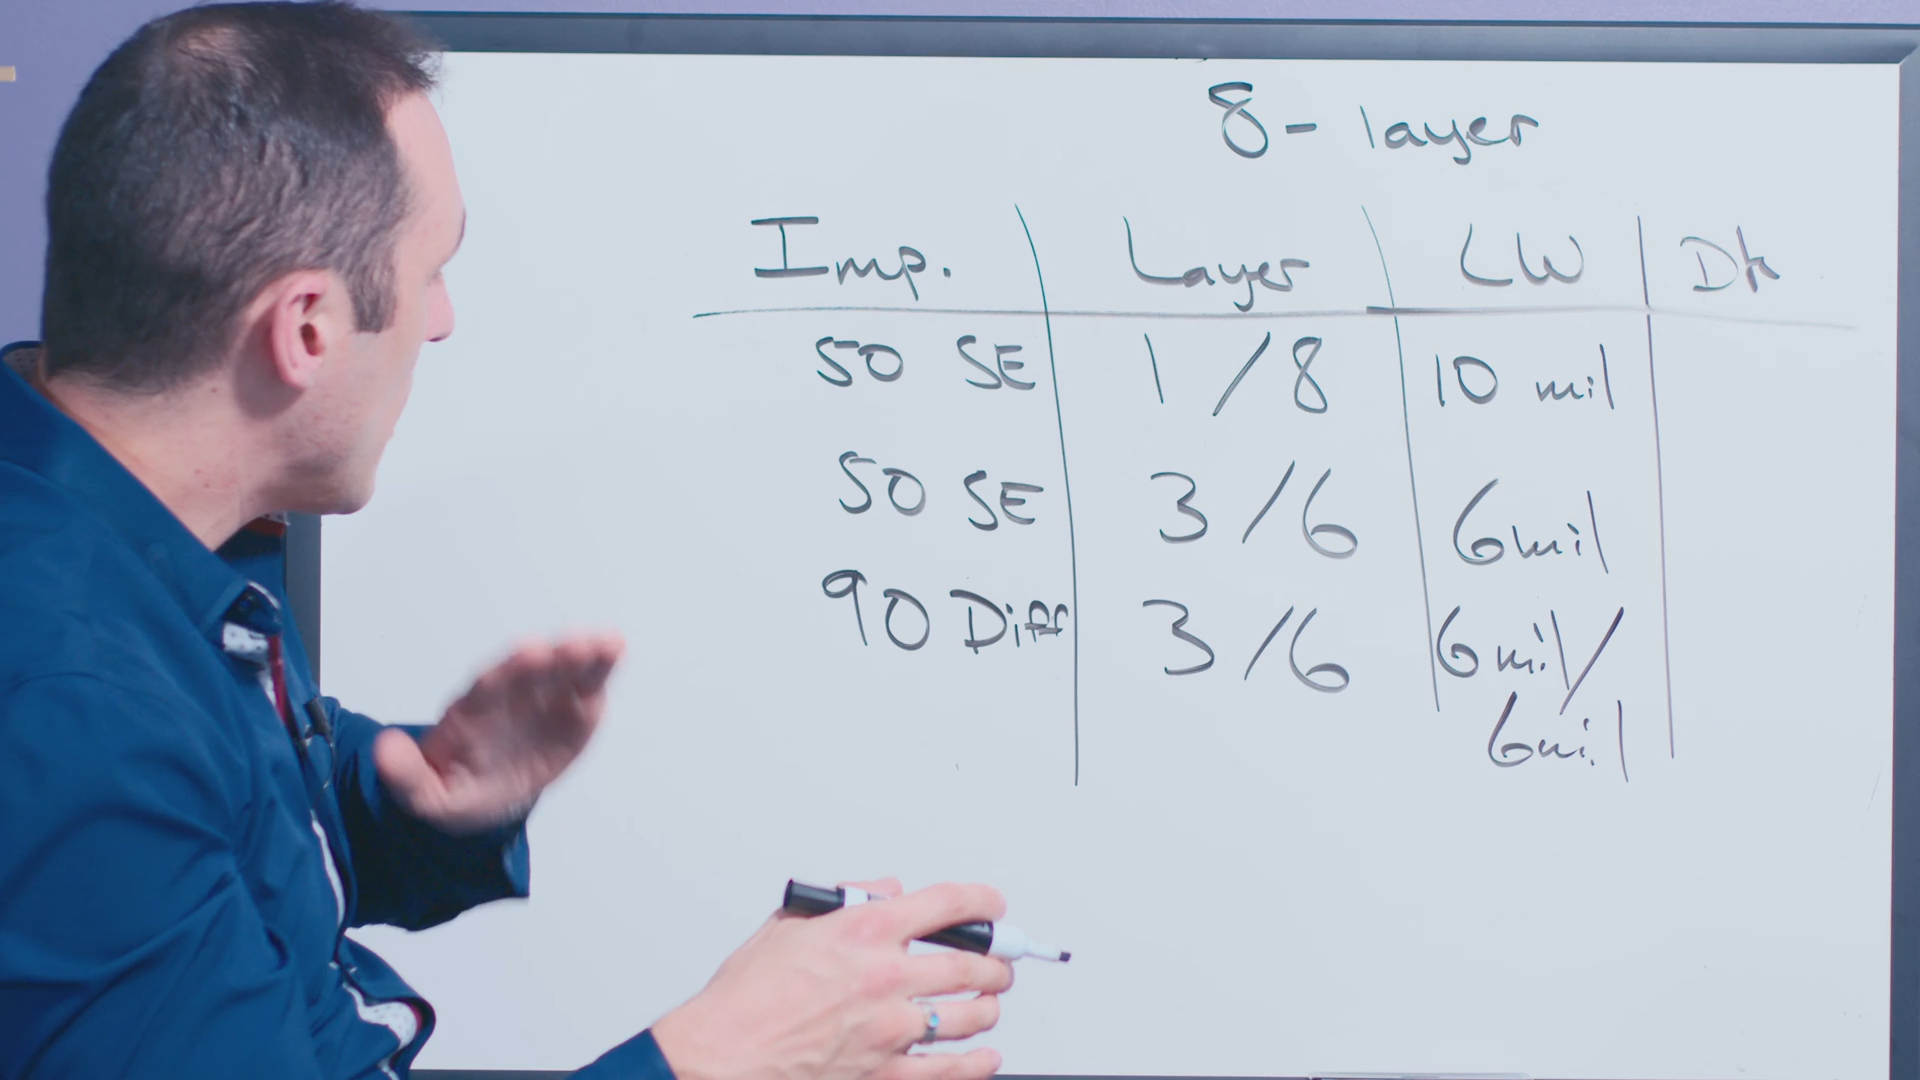 8- layer
Imp. Layer LW Dk
50 SE 1 / 8 10 mil
50 SE 3 / 6 6mil
90 Diff 3 / 6 6mil/
6mil